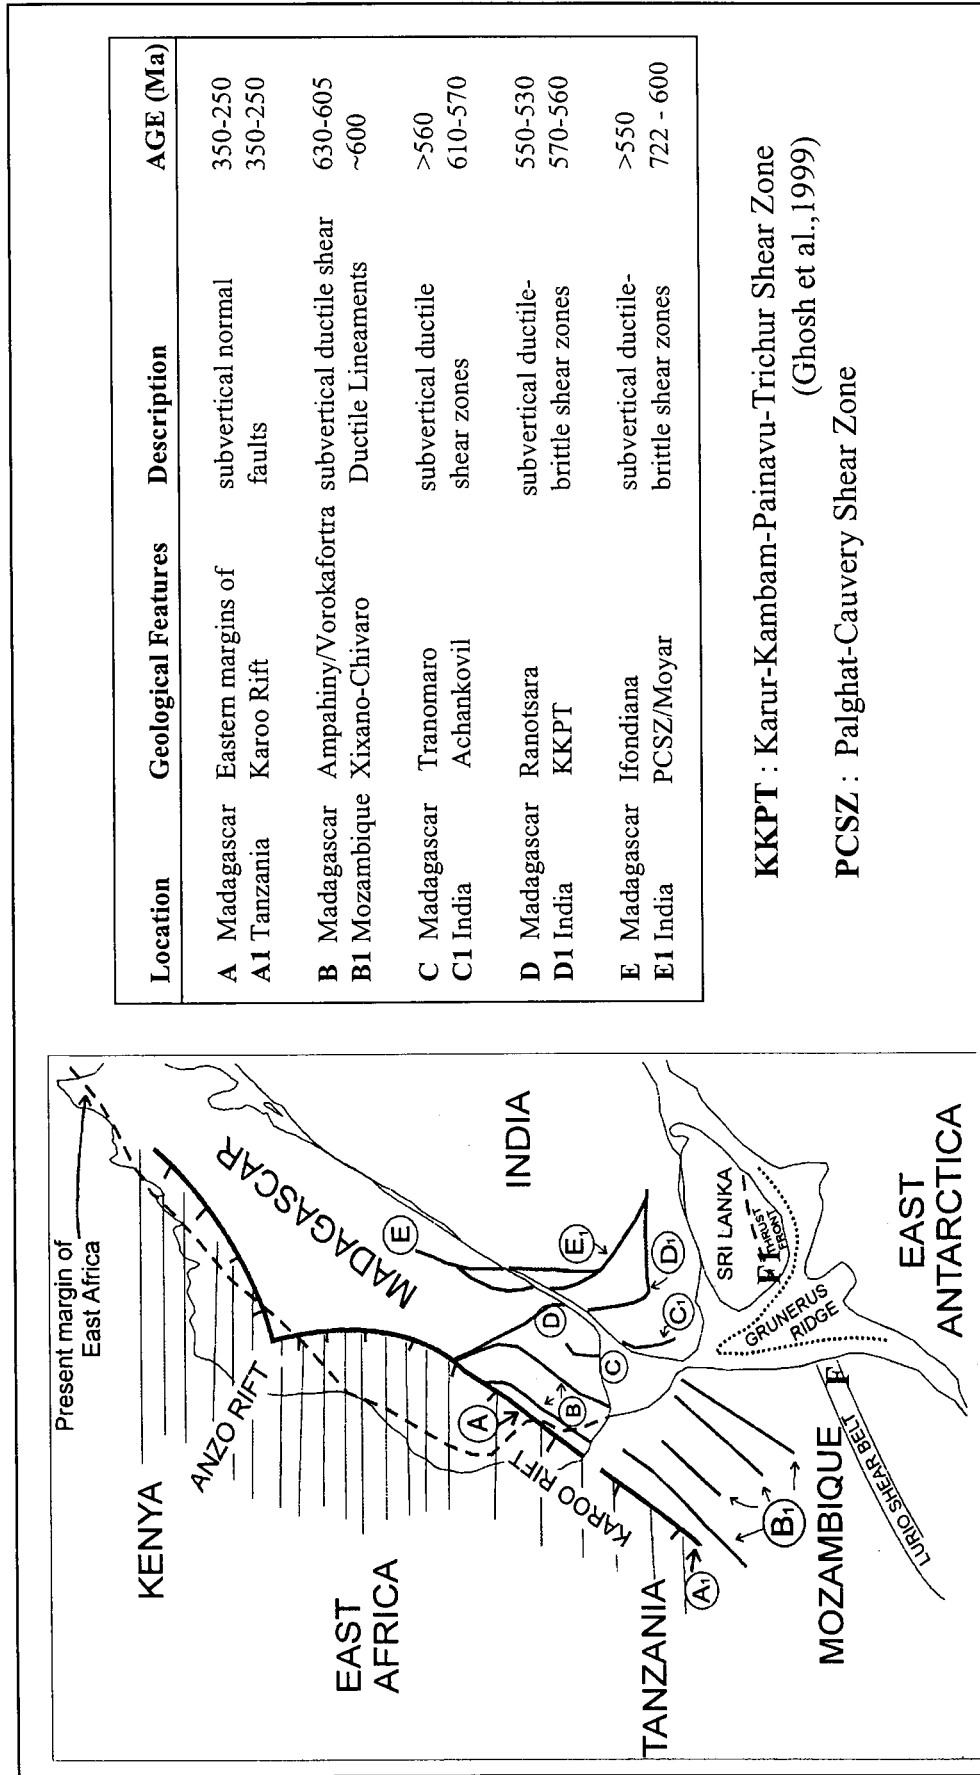 Present margin of
East Africa
KENYA
ANZO RIFT
MADAGASCAR
EAST
AFRICA
INDIA
E
A
D
B
E1
KAROO RIFT
C
D1
C1
TANZANIA
A1
B1
SRI LANKA
F1
THRUST
FRONT
GRUNERUS
RIDGE
MOZAMBIQUE
F
LURIO SHEAR BELT
EAST
ANTARCTICA
Location Geological Features Description AGE (Ma)
A Madagascar Eastern margins of subvertical normal 350-250
A1 Tanzania Karoo Rift faults 350-250
B Madagascar Ampahiny/Vorokafortra subvertical ductile shear 630-605
B1 Mozambique Xixano-Chivaro Ductile Lineaments ~600
C Madagascar Tranomaro subvertical ductile >560
C1 India Achankovil shear zones 610-570
D Madagascar Ranotsara subvertical ductile- 550-530
D1 India KKPT brittle shear zones 570-560
E Madagascar Ifondiana subvertical ductile- >550
E1 India PCSZ/Moyar brittle shear zones 722 - 600
KKPT : Karur-Kambam-Painavu-Trichur Shear Zone
(Ghosh et al.,1999)
PCSZ : Palghat-Cauvery Shear Zone